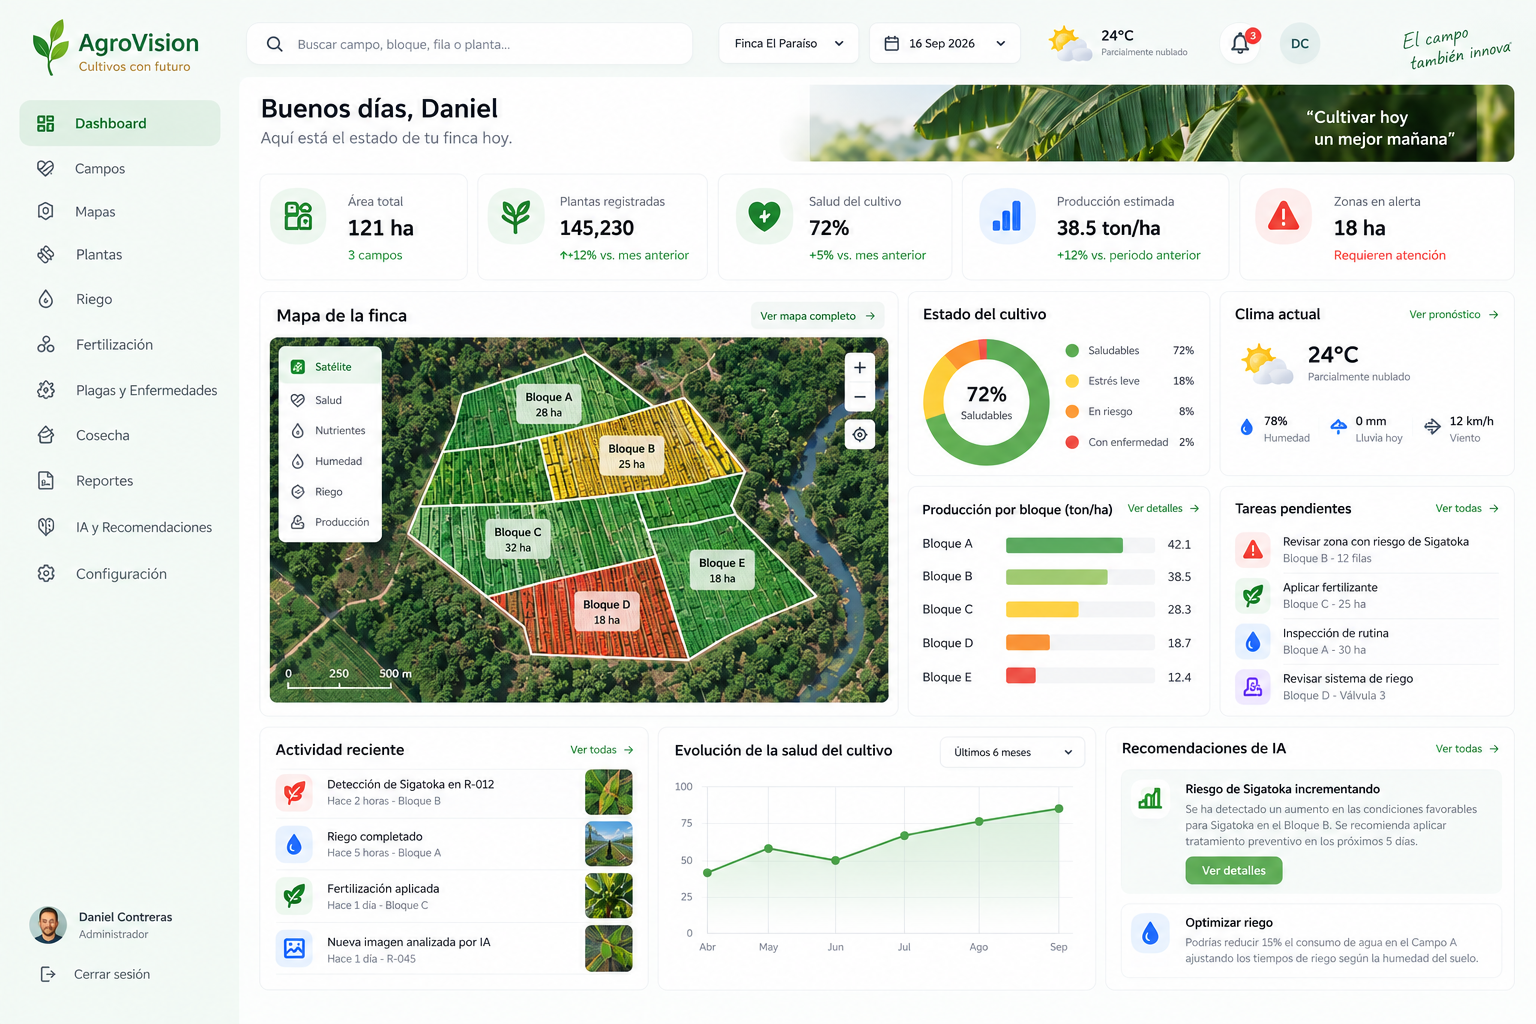 AgroVision
Cultivos con futuro
Buscar campo, bloque, fila o planta...
Finca El Paraíso
16 Sep 2026
24°C
Parcialmente nublado
3
DC
El campo
también innova
Dashboard
Campos
Mapas
Plantas
Riego
Fertilización
Plagas y Enfermedades
Cosecha
Reportes
IA y Recomendaciones
Configuración
Daniel Contreras
Administrador
Cerrar sesión
Buenos días, Daniel
Aquí está el estado de tu finca hoy.
“Cultivar hoy
un mejor mañana”
Área total
121 ha
3 campos
Plantas registradas
145,230
↑+12% vs. mes anterior
Salud del cultivo
72%
+5% vs. mes anterior
Producción estimada
38.5 ton/ha
+12% vs. periodo anterior
Zonas en alerta
18 ha
Requieren atención
Mapa de la finca
Ver mapa completo →
Satélite
Salud
Nutrientes
Humedad
Riego
Producción
Bloque A
28 ha
Bloque B
25 ha
Bloque C
32 ha
Bloque D
18 ha
Bloque E
18 ha
+
−
0 250 500 m
Estado del cultivo
72%
Saludables
Saludables 72%
Estrés leve 18%
En riesgo 8%
Con enfermedad 2%
Clima actual
Ver pronóstico →
24°C
Parcialmente nublado
78%
Humedad
0 mm
Lluvia hoy
12 km/h
Viento
Producción por bloque (ton/ha)
Ver detalles →
Bloque A 42.1
Bloque B 38.5
Bloque C 28.3
Bloque D 18.7
Bloque E 12.4
Tareas pendientes
Ver todas →
Revisar zona con riesgo de Sigatoka
Bloque B - 12 filas
Aplicar fertilizante
Bloque C - 25 ha
Inspección de rutina
Bloque A - 30 ha
Revisar sistema de riego
Bloque D - Válvula 3
Actividad reciente
Ver todas →
Detección de Sigatoka en R-012
Hace 2 horas - Bloque B
Riego completado
Hace 5 horas - Bloque A
Fertilización aplicada
Hace 1 día - Bloque C
Nueva imagen analizada por IA
Hace 1 día - R-045
Evolución de la salud del cultivo
Últimos 6 meses
100
75
50
25
0
Abr May Jun Jul Ago Sep
Recomendaciones de IA
Ver todas →
Riesgo de Sigatoka incrementando
Se ha detectado un aumento en las condiciones favorables
para Sigatoka en el Bloque B. Se recomienda aplicar
tratamiento preventivo en los próximos 5 días.
Ver detalles
Optimizar riego
Podrías reducir 15% el consumo de agua en el Campo A
ajustando los tiempos de riego según la humedad del suelo.